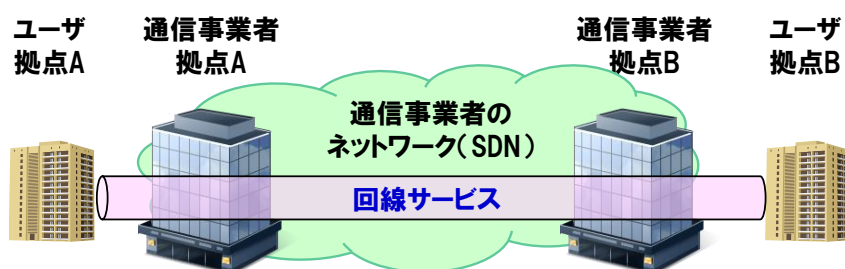 ユーザ
拠点A
通信事業者
拠点A
通信事業者
拠点B
ユーザ
拠点B
通信事業者の
ネットワーク(SDN)
回線サービス